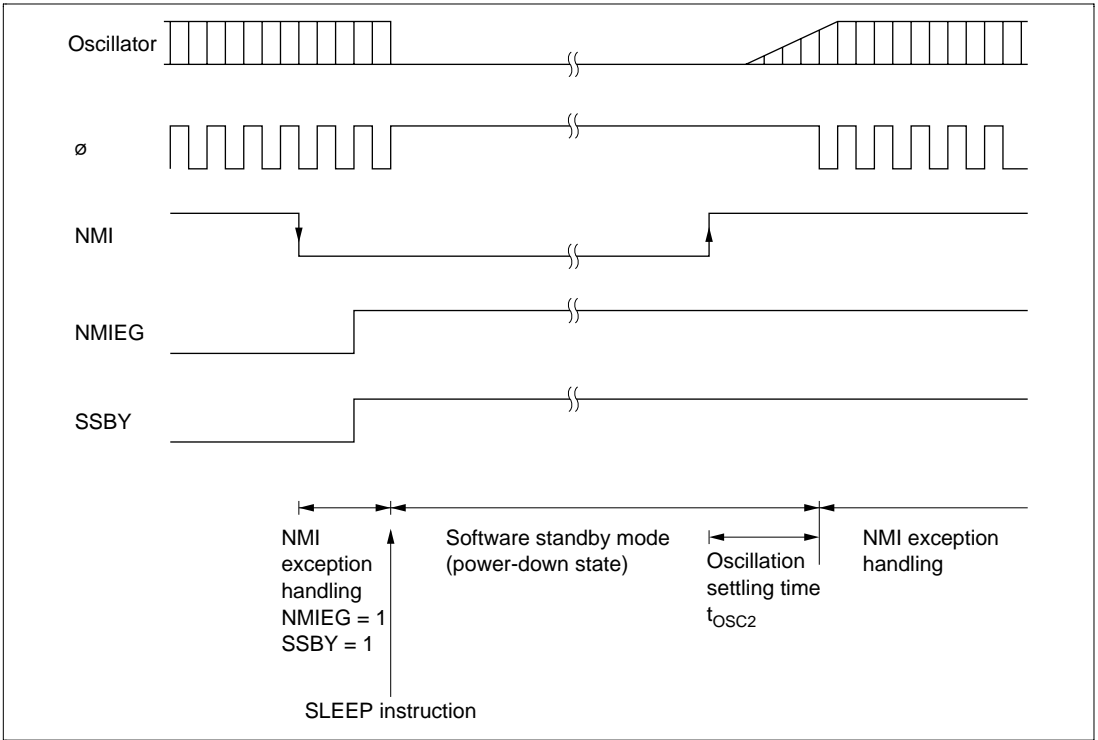 Oscillator
ø
NMI
NMIEG
SSBY
NMI
exception
handling
NMIEG = 1
SSBY = 1
Software standby mode
(power-down state)
Oscillation
settling time
tOSC2
NMI exception
handling
SLEEP instruction